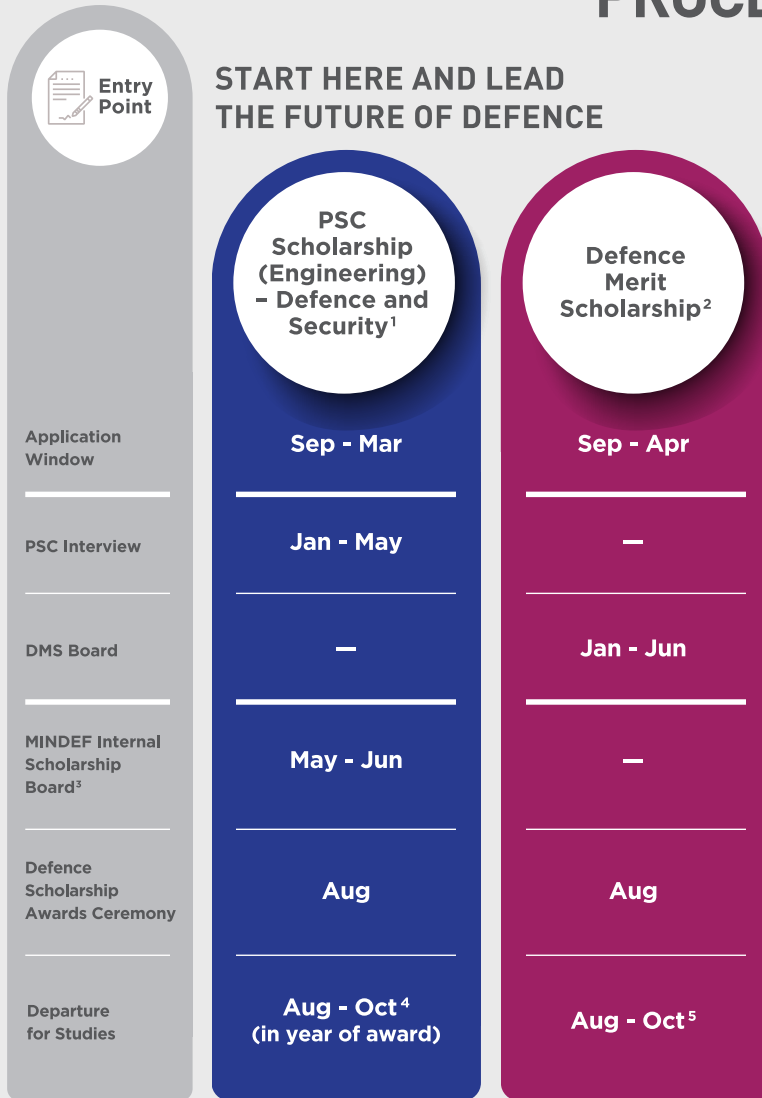 Entry
Point
START HERE AND LEAD
THE FUTURE OF DEFENCE
PSC
Scholarship
(Engineering)
– Defence and
Security¹
Defence
Merit
Scholarship²
Application
Window
Sep - Mar
Sep - Apr
PSC Interview
Jan - May
–
DMS Board
–
Jan - Jun
MINDEF Internal
Scholarship
Board³
May - Jun
–
Defence
Scholarship
Awards Ceremony
Aug
Aug
Departure
for Studies
Aug - Oct⁴
(in year of award)
Aug - Oct⁵